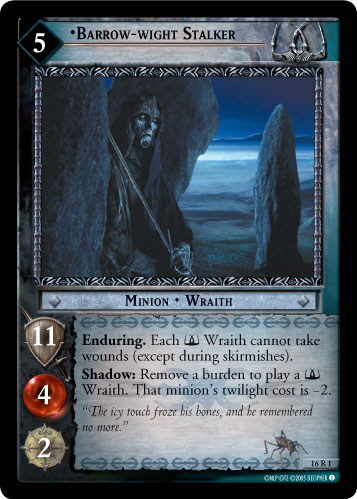 5
•Barrow-wight Stalker
Minion • Wraith
11
4
2
Enduring. Each Wraith cannot take
wounds (except during skirmishes).
Shadow: Remove a burden to play a
Wraith. That minion's twilight cost is –2.
"The icy touch froze his bones, and he remembered
no more."
16 R 1
©NLP ©TE ©2005 DECIPHER